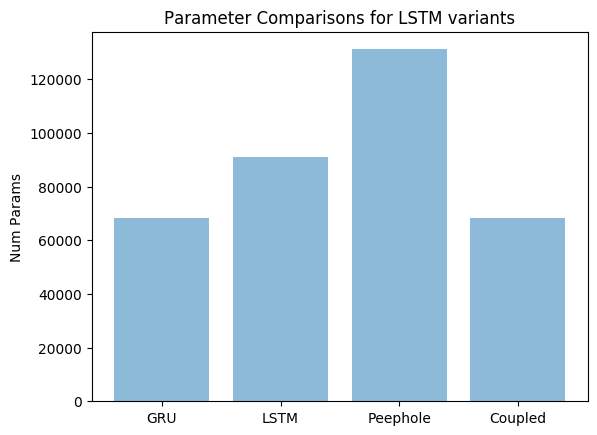 Parameter Comparisons for LSTM variants
Num Params
120000
100000
80000
60000
40000
20000
0
GRU LSTM Peephole Coupled